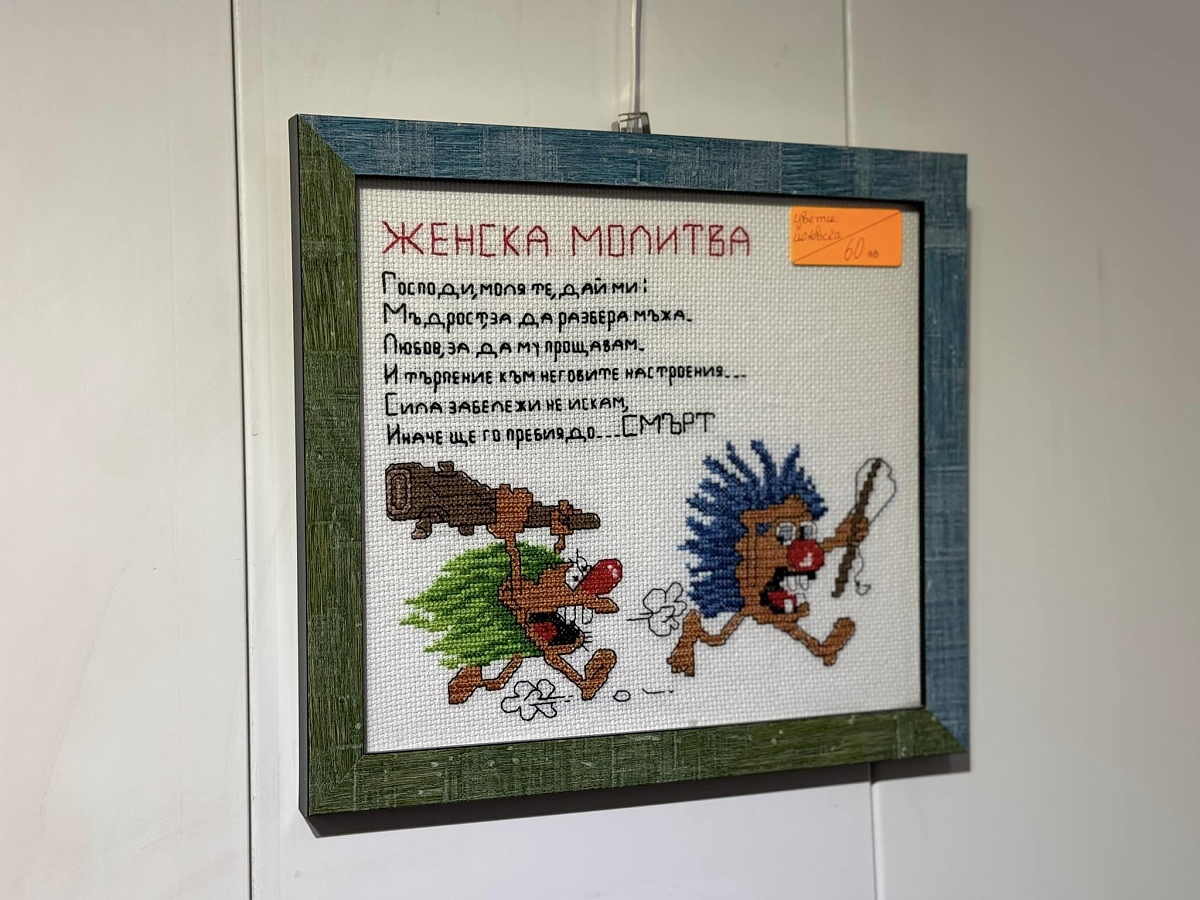 ЖЕНСКА МОЛИТВА
Господи, моля те, дай ми:
Мъдрост, за да разбера мъжа.
Любов, за да му прощавам.
И търпение към неговите настроения...
Сила забележи не искам,
Иначе ще го пребия до...СМЪРТ
цвети
60 лв